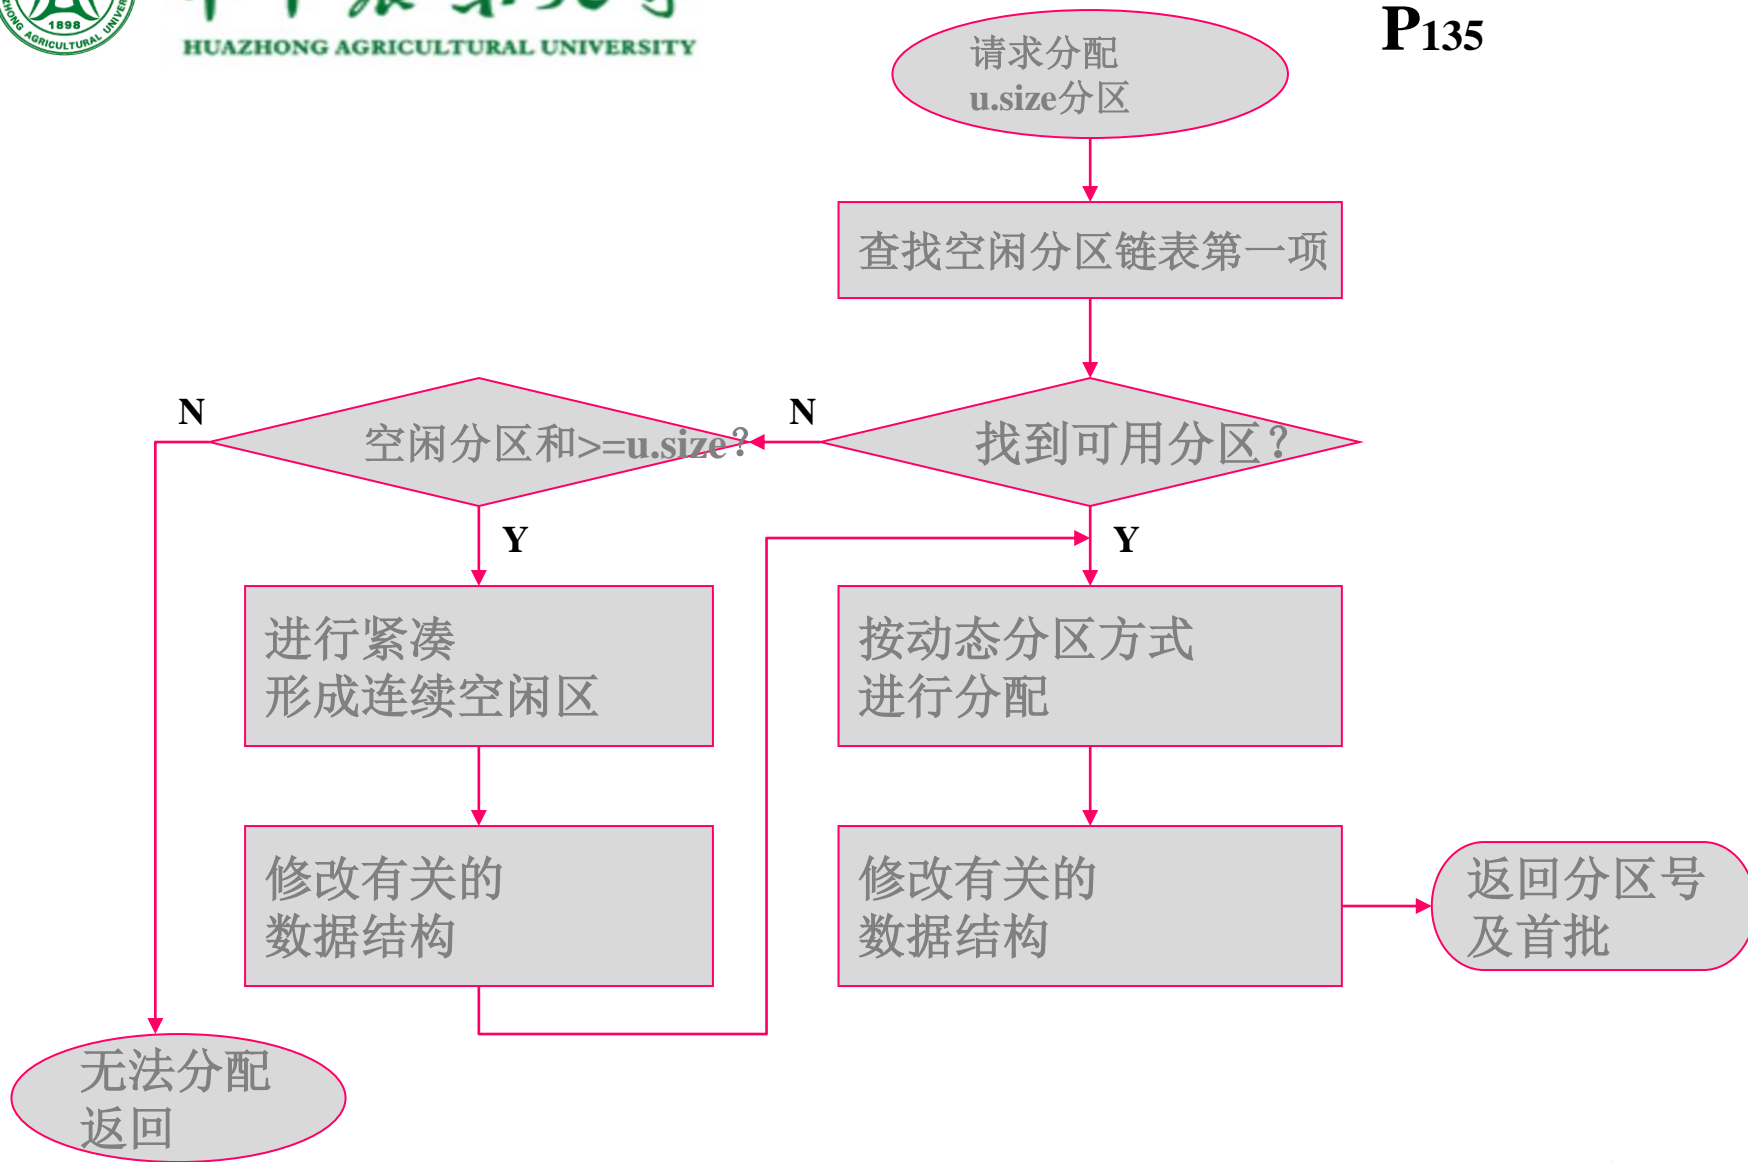 1898
AGRICULTURAL
HUAZHONG AGRICULTURAL UNIVERSITY
P135
请求分配
u.size分区
查找空闲分区链表第一项
N
空闲分区和>=u.size?
N
找到可用分区?
Y
Y
进行紧凑
形成连续空闲区
按动态分区方式
进行分配
修改有关的
数据结构
修改有关的
数据结构
返回分区号
及首批
无法分配
返回